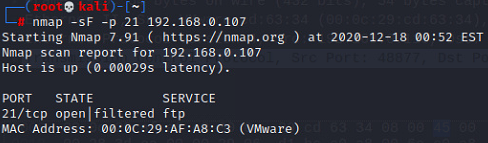 (root💀kali)-[~]
# nmap -sF -p 21 192.168.0.107
Starting Nmap 7.91 ( https://nmap.org ) at 2020-12-18 00:52 EST
Nmap scan report for 192.168.0.107
Host is up (0.00029s latency).
PORT STATE SERVICE
21/tcp open|filtered ftp
MAC Address: 00:0C:29:AF:A8:C3 (VMware)